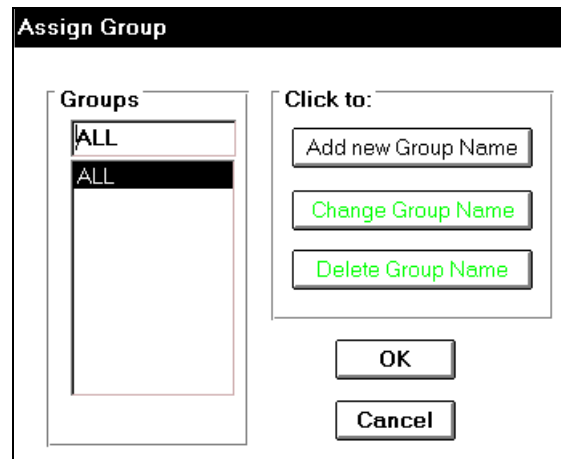 Assign Group
Groups
ALL
ALL
Click to:
Add new Group Name
Change Group Name
Delete Group Name
OK
Cancel